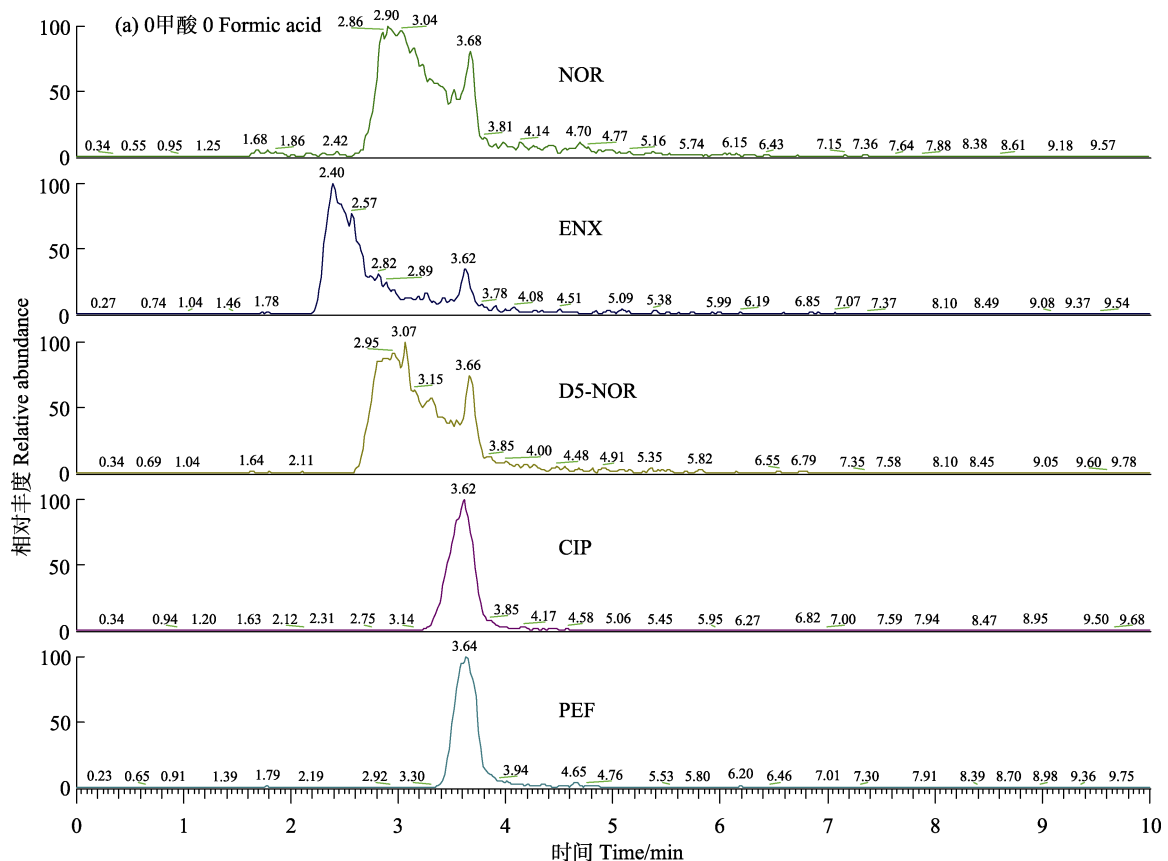 (a) 0甲酸 0 Formic acid
2.86 2.90 3.04 3.68
NOR
100
50
0
0.34 0.55 0.95 1.25 1.68 1.86 2.42 3.81 4.14 4.70 4.77 5.16 5.74 6.15 6.43 7.15 7.36 7.64 7.88 8.38 8.61 9.18 9.57
2.40 2.57
ENX
100
50
0
0.27 0.74 1.04 1.46 1.78 2.82 2.89 3.62 3.78 4.08 4.51 5.09 5.38 5.99 6.19 6.85 7.07 7.37 8.10 8.49 9.08 9.37 9.54
2.95 3.07 3.15 3.66
D5-NOR
100
50
0
0.34 0.69 1.04 1.64 2.11 3.85 4.00 4.48 4.91 5.35 5.82 6.55 6.79 7.35 7.58 8.10 8.45 9.05 9.60 9.78
3.62
CIP
100
50
0
0.34 0.94 1.20 1.63 2.12 2.31 2.75 3.14 3.85 4.17 4.58 5.06 5.45 5.95 6.27 6.82 7.00 7.59 7.94 8.47 8.95 9.50 9.68
3.64
PEF
100
50
0
0.23 0.65 0.91 1.39 1.79 2.19 2.92 3.30 3.94 4.65 4.76 5.53 5.80 6.20 6.46 7.01 7.30 7.91 8.39 8.70 8.98 9.36 9.75
0 1 2 3 4 5 6 7 8 9 10
时间 Time/min
相对丰度 Relative abundance